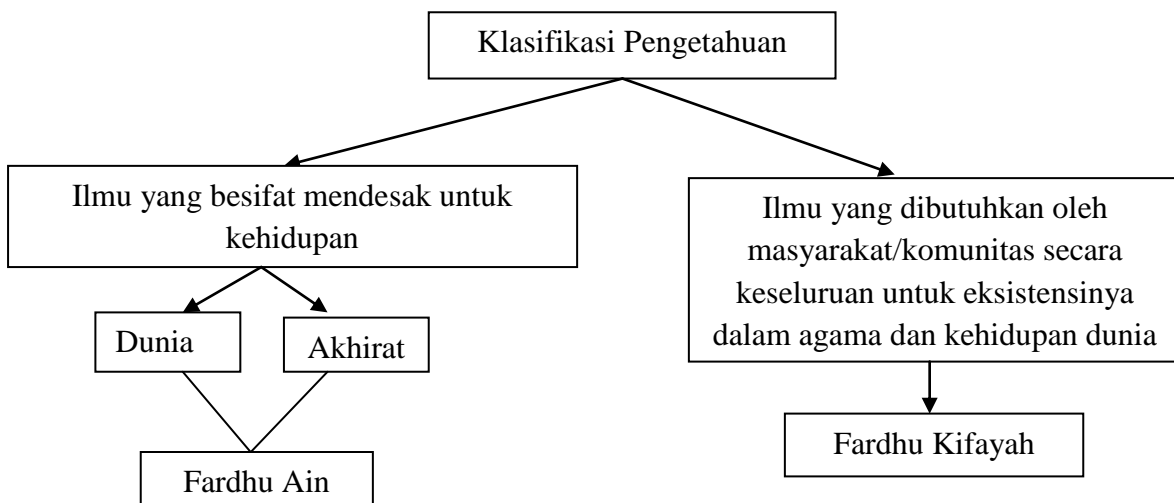 Klasifikasi Pengetahuan
Ilmu yang besifat mendesak untuk
kehidupan
Ilmu yang dibutuhkan oleh
masyarakat/komunitas secara
keseluruan untuk eksistensinya
dalam agama dan kehidupan dunia
Dunia
Akhirat
Fardhu Ain
Fardhu Kifayah